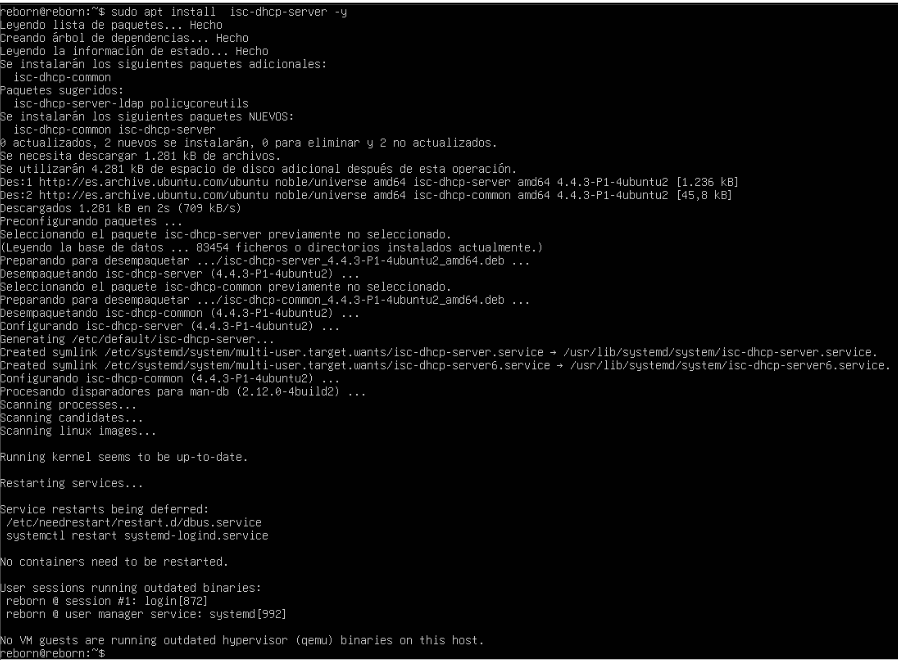 reborn@reborn:~$ sudo apt install  isc-dhcp-server -y
Leyendo lista de paquetes... Hecho
Creando árbol de dependencias... Hecho
Leyendo la información de estado... Hecho
Se instalarán los siguientes paquetes adicionales:
  isc-dhcp-common
Paquetes sugeridos:
  isc-dhcp-server-ldap policycoreutils
Se instalarán los siguientes paquetes NUEVOS:
  isc-dhcp-common isc-dhcp-server
0 actualizados, 2 nuevos se instalarán, 0 para eliminar y 2 no actualizados.
Se necesita descargar 1.281 kB de archivos.
Se utilizarán 4.281 kB de espacio de disco adicional después de esta operación.
Des:1 http://es.archive.ubuntu.com/ubuntu noble/universe amd64 isc-dhcp-server amd64 4.4.3-P1-4ubuntu2 [1.236 kB]
Des:2 http://es.archive.ubuntu.com/ubuntu noble/universe amd64 isc-dhcp-common amd64 4.4.3-P1-4ubuntu2 [45,8 kB]
Descargados 1.281 kB en 2s (709 kB/s)
Preconfigurando paquetes ...
Seleccionando el paquete isc-dhcp-server previamente no seleccionado.
(Leyendo la base de datos ... 83454 ficheros o directorios instalados actualmente.)
Preparando para desempaquetar .../isc-dhcp-server_4.4.3-P1-4ubuntu2_amd64.deb ...
Desempaquetando isc-dhcp-server (4.4.3-P1-4ubuntu2) ...
Seleccionando el paquete isc-dhcp-common previamente no seleccionado.
Preparando para desempaquetar .../isc-dhcp-common_4.4.3-P1-4ubuntu2_amd64.deb ...
Desempaquetando isc-dhcp-common (4.4.3-P1-4ubuntu2) ...
Configurando isc-dhcp-server (4.4.3-P1-4ubuntu2) ...
Generating /etc/default/isc-dhcp-server...
Created symlink /etc/systemd/system/multi-user.target.wants/isc-dhcp-server.service → /usr/lib/systemd/system/isc-dhcp-server.service.
Created symlink /etc/systemd/system/multi-user.target.wants/isc-dhcp-server6.service → /usr/lib/systemd/system/isc-dhcp-server6.service.
Configurando isc-dhcp-common (4.4.3-P1-4ubuntu2) ...
Procesando disparadores para man-db (2.12.0-4build2) ...
Scanning processes...
Scanning candidates...
Scanning linux images...

Running kernel seems to be up-to-date.

Restarting services...

Service restarts being deferred:
 /etc/needrestart/restart.d/dbus.service
 systemctl restart systemd-logind.service

No containers need to be restarted.

User sessions running outdated binaries:
 reborn @ session #1: login[872]
 reborn @ user manager service: systemd[992]

No VM guests are running outdated hypervisor (qemu) binaries on this host.
reborn@reborn:~$